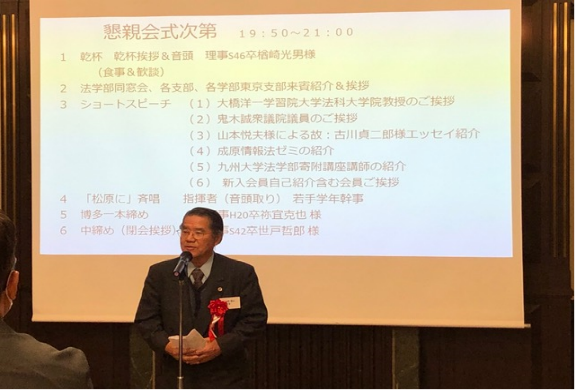 懇親会式次第 19:50~21:00
1 乾杯 乾杯挨拶&音頭 理事S46卒楢崎光男様
(食事&歓談)
2 法学部同窓会、各支部、各学部東京支部来賓紹介&挨拶
3 ショートスピーチ (1)大橋洋一学習院大学法科大学院教授のご挨拶
(2)鬼木誠衆議院議員のご挨拶
(3)山本悦夫様による故:古川貞二郎様エッセイ紹介
(4)成原情報法ゼミの紹介
(5)九州大学法学部寄附講座講師の紹介
(6) 新入会員自己紹介含む会員ご挨拶
4 「松原に」斉唱 指揮者(音頭取り) 若手学年幹事
5 博多一本締め 事H20卒祢宜克也 様
6 中締め(閉会挨拶) 事S42卒世戸哲郎 様